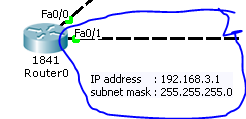 Fa0/0
Fa0/1
1841
Router0
IP address : 192.168.3.1
subnet mask : 255.255.255.0